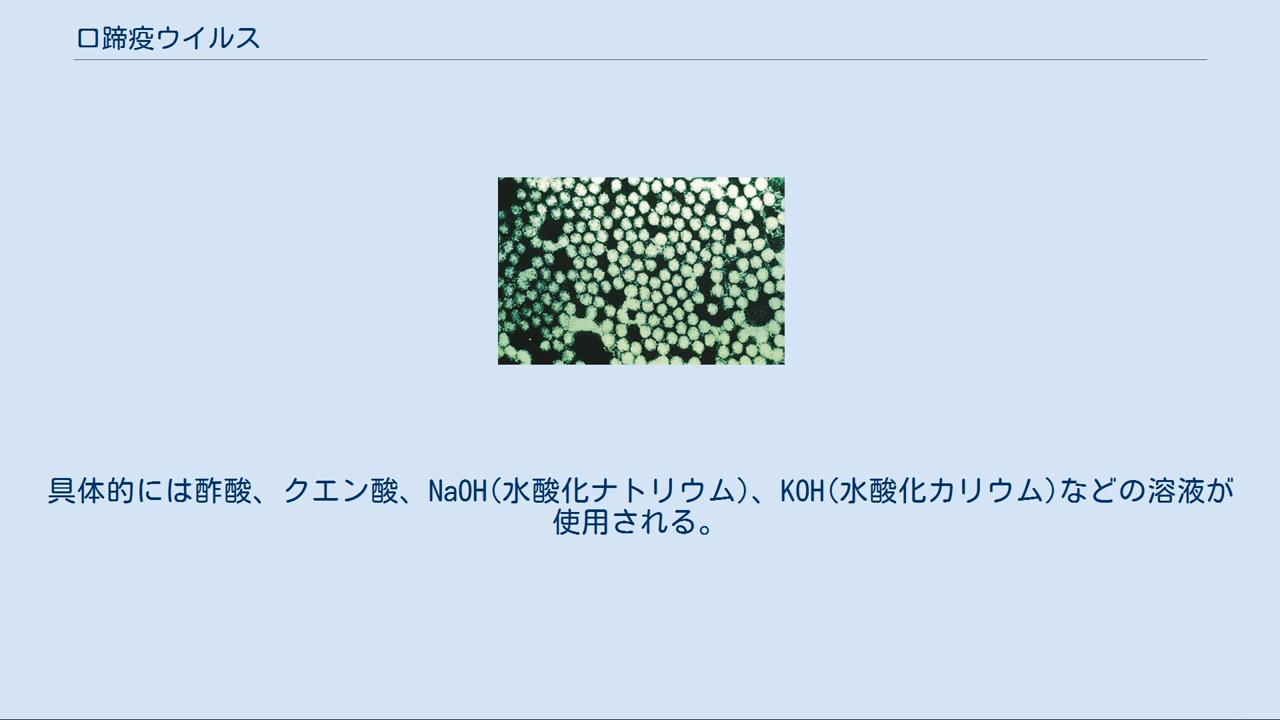 口蹄疫ウイルス
具体的には酢酸、クエン酸、NaOH(水酸化ナトリウム)、KOH(水酸化カリウム)などの溶液が
使用される。